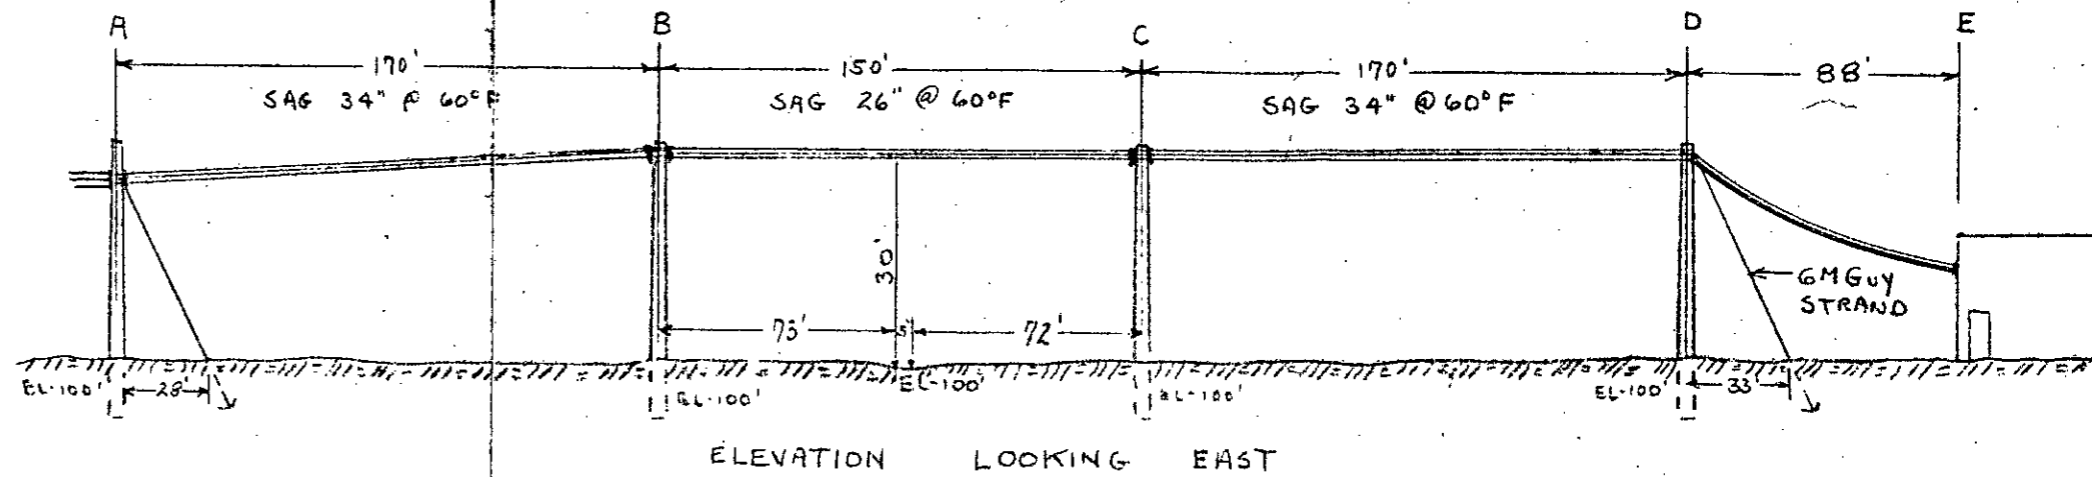 A B C D E
170' 150' 170' 88'
SAG 34" @ 60°F SAG 26" @ 60°F SAG 34" @ 60°F
30'
6M GUY
STRAND
73' 5' 72'
EL-100' 28' EL-100' EL-100' EL-100' EL-100' 33'
ELEVATION LOOKING EAST